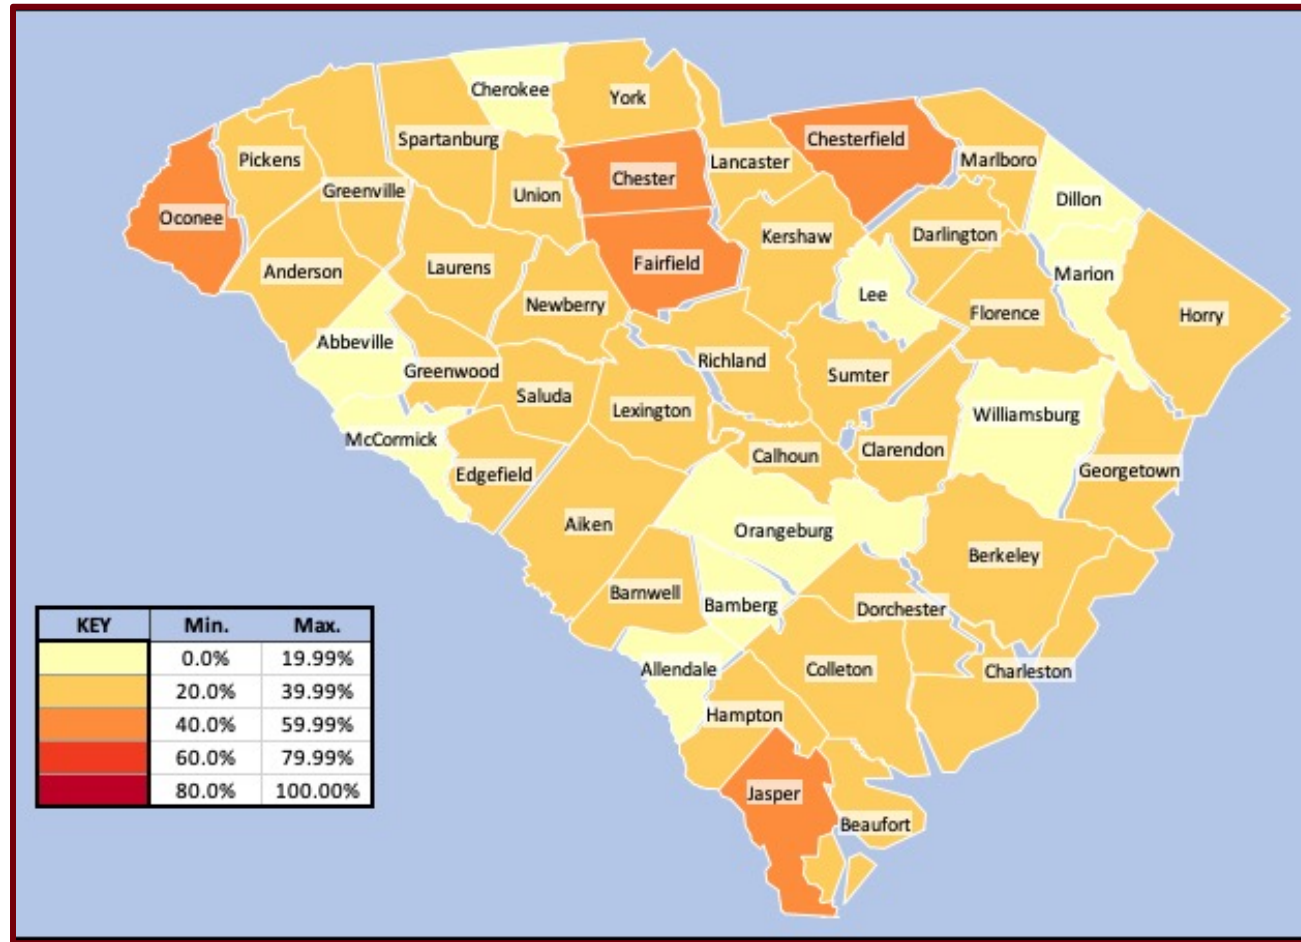 Cherokee
York
Spartanburg
Chesterfield
Pickens
Greenville
Union
Chester
Lancaster
Marlboro
Oconee
Dillon
Anderson
Laurens
Fairfield
Kershaw
Darlington
Newberry
Lee
Marion
Abbeville
Greenwood
Richland
Florence
Horry
Saluda
Sumter
Lexington
McCormick
Williamsburg
Edgefield
Calhoun
Clarendon
Georgetown
Aiken
Orangeburg
Berkeley
Barnwell
Bamberg
Dorchester
Allendale
Colleton
Charleston
Hampton
Jasper
Beaufort
KEY Min. Max.
0.0% 19.99%
20.0% 39.99%
40.0% 59.99%
60.0% 79.99%
80.0% 100.00%